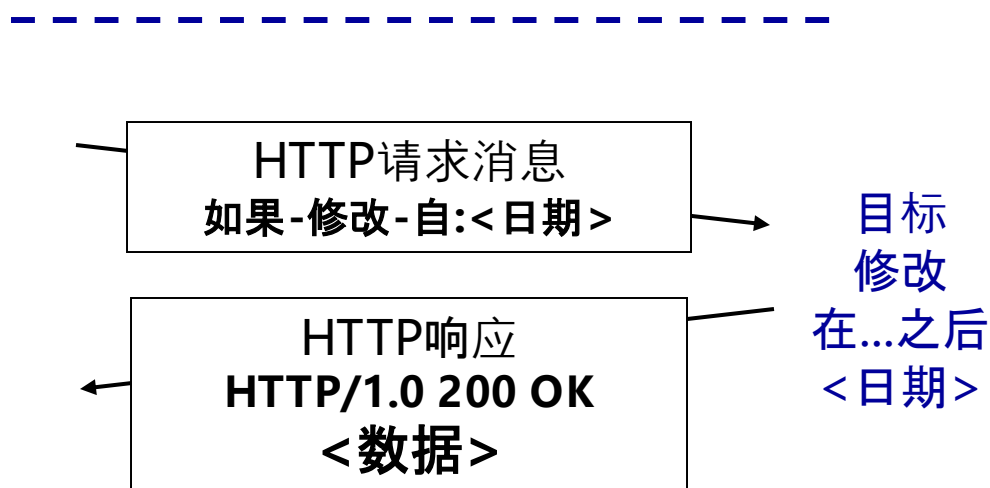 HTTP请求消息
如果-修改-自:<日期>
目标
修改
在...之后
<日期>
HTTP响应
HTTP/1.0 200 OK
<数据>